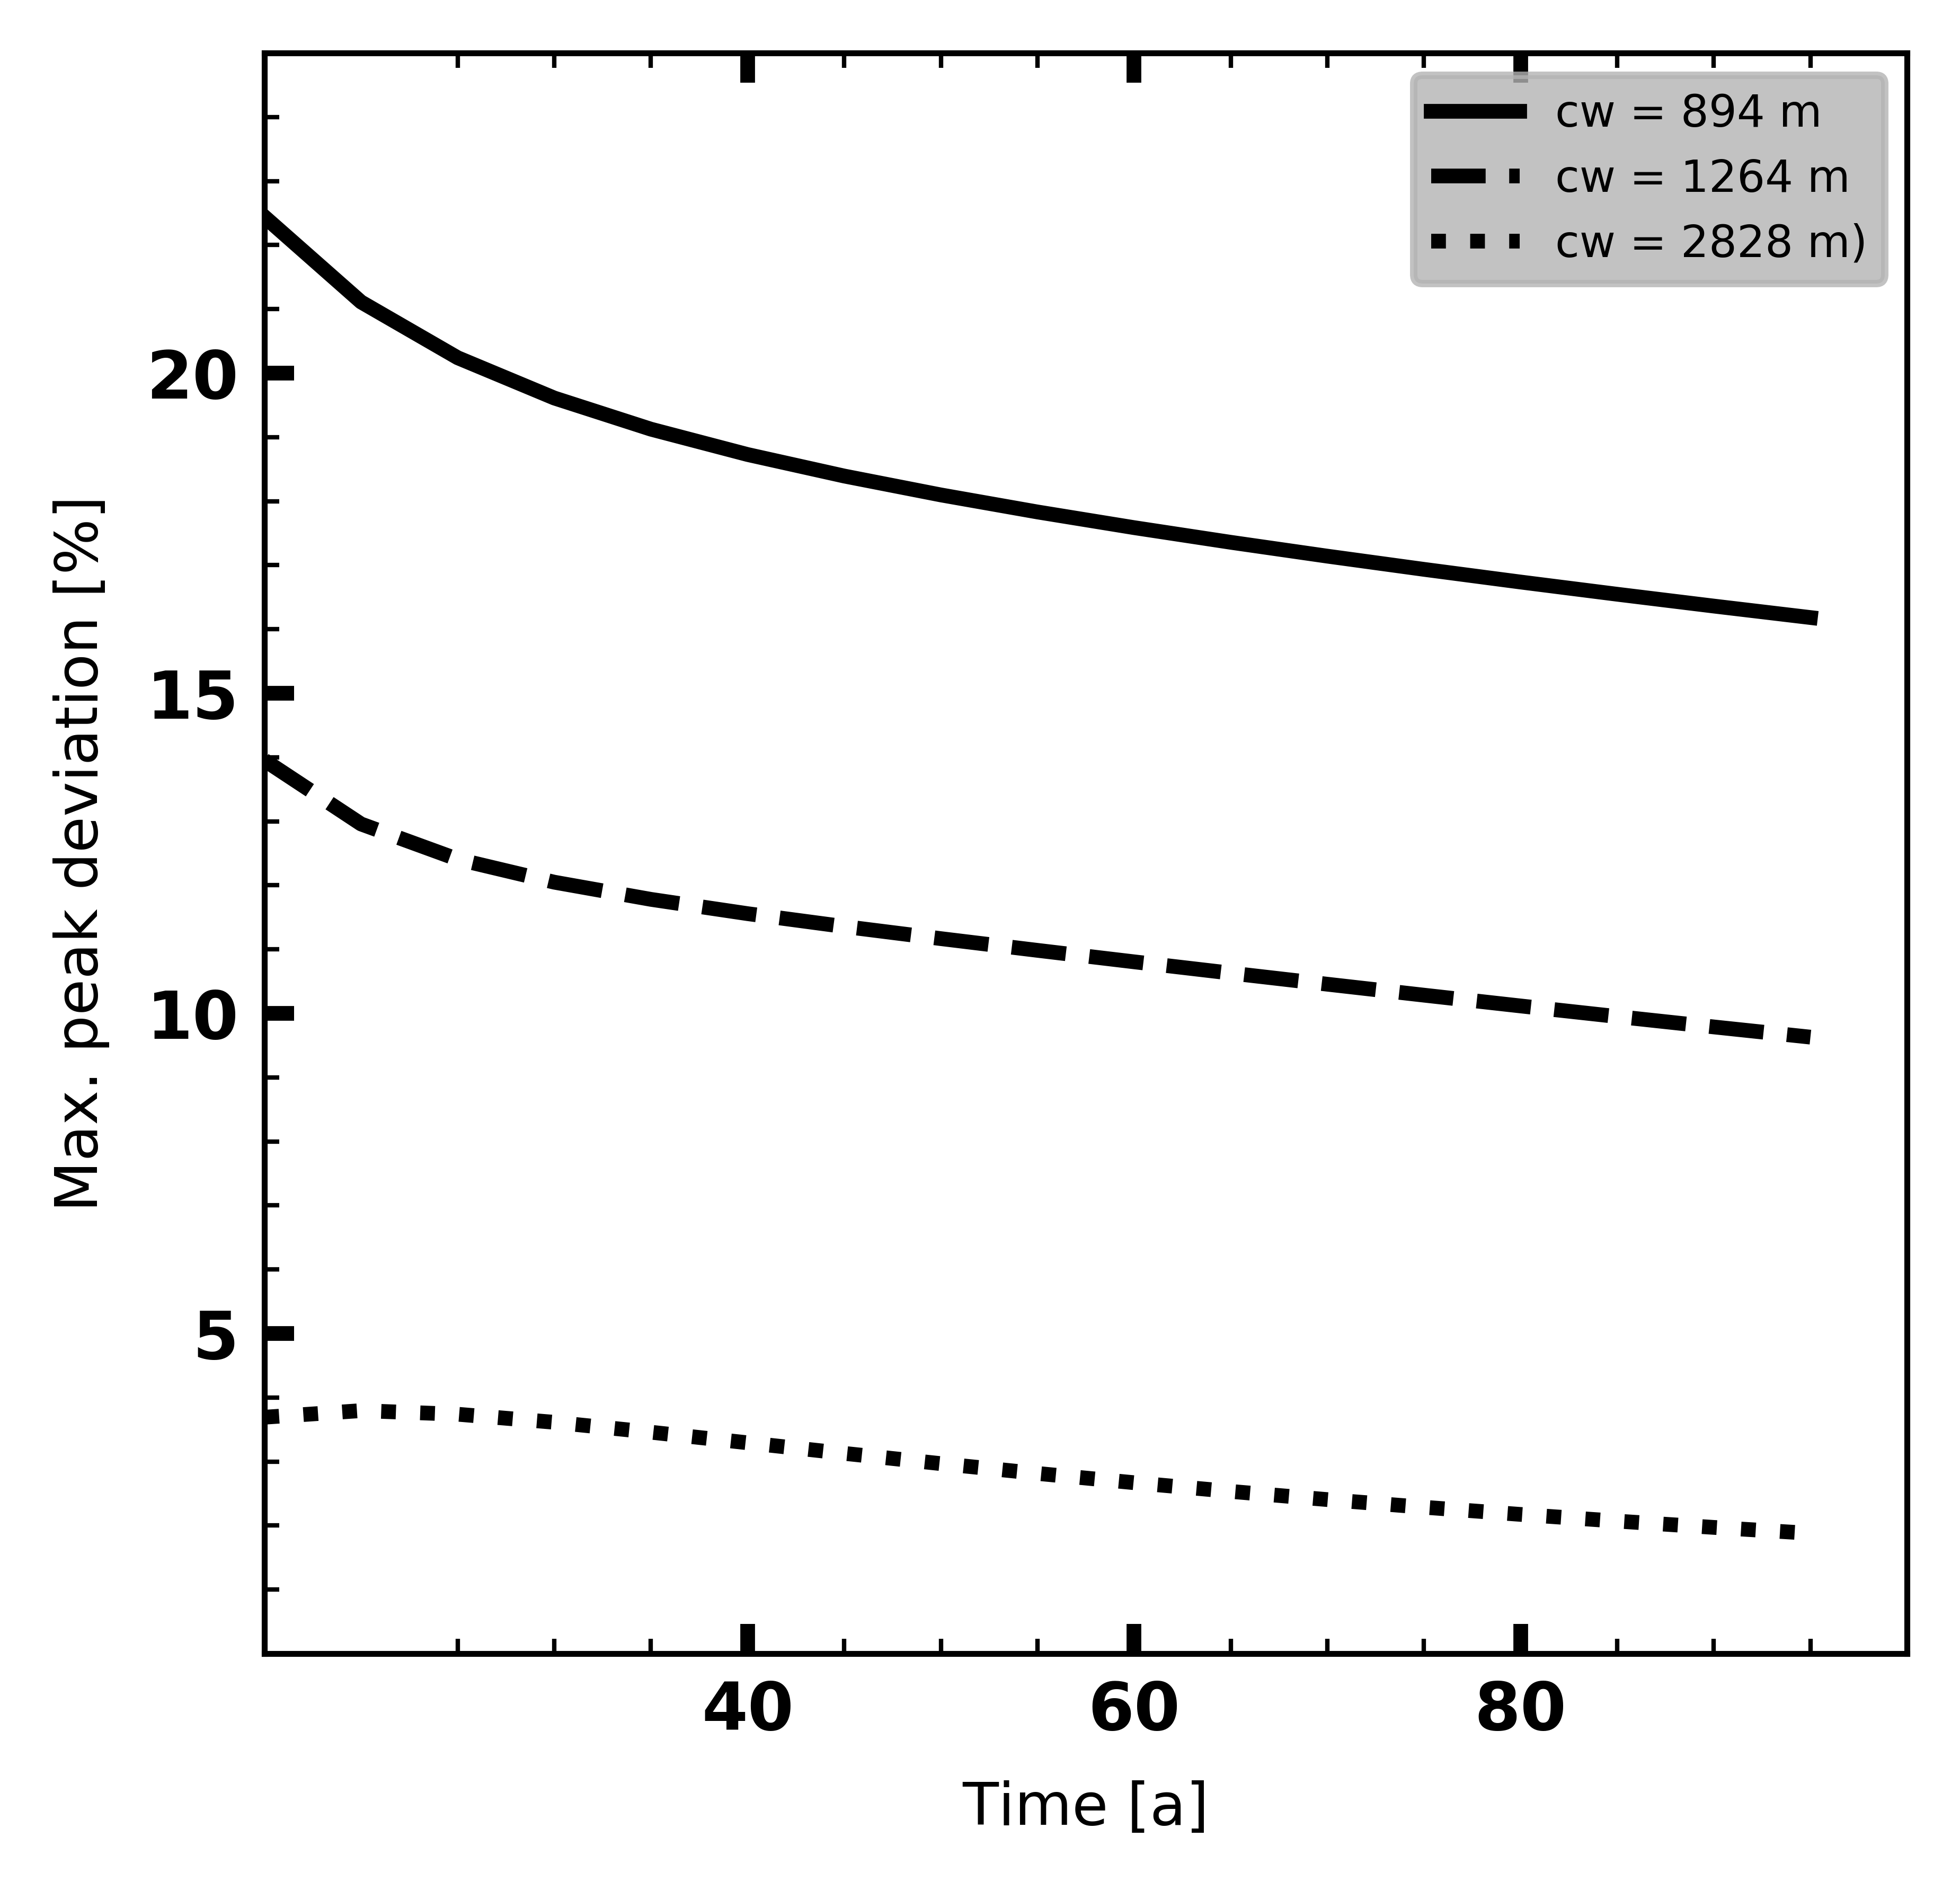 cw = 894 m
cw = 1264 m
cw = 2828 m)
20
15
10
5
Max. peak deviation [%]
40 60 80
Time [a]